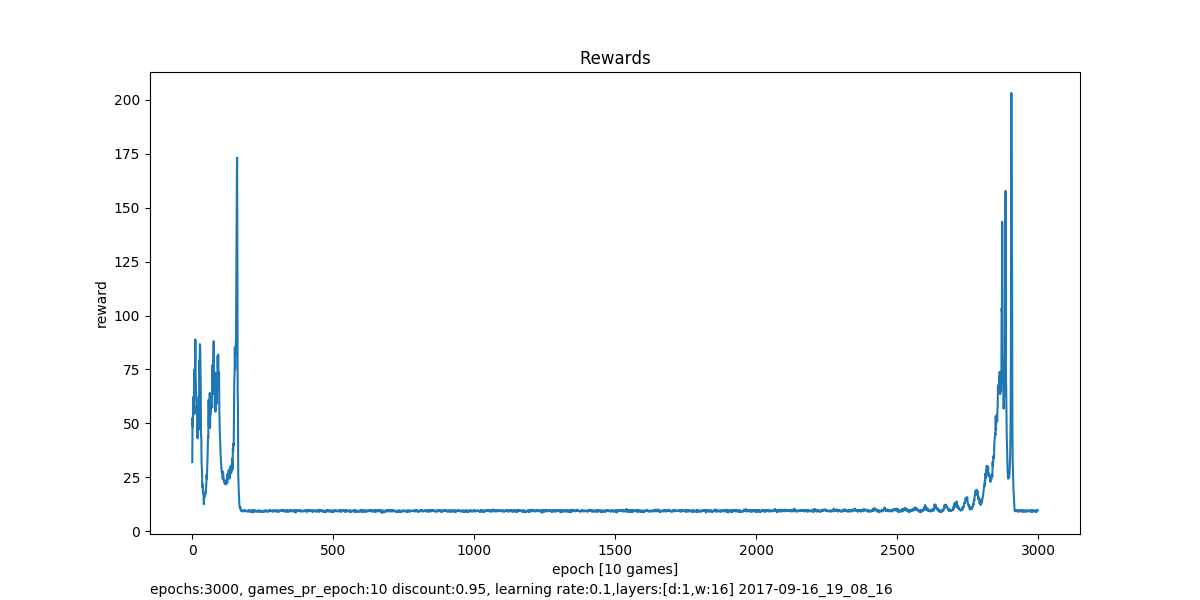 Rewards
200
175
150
125
100
75
50
25
0
reward
0 500 1000 1500 2000 2500 3000
epoch [10 games]
epochs:3000, games_pr_epoch:10 discount:0.95, learning rate:0.1,layers:[d:1,w:16] 2017-09-16_19_08_16